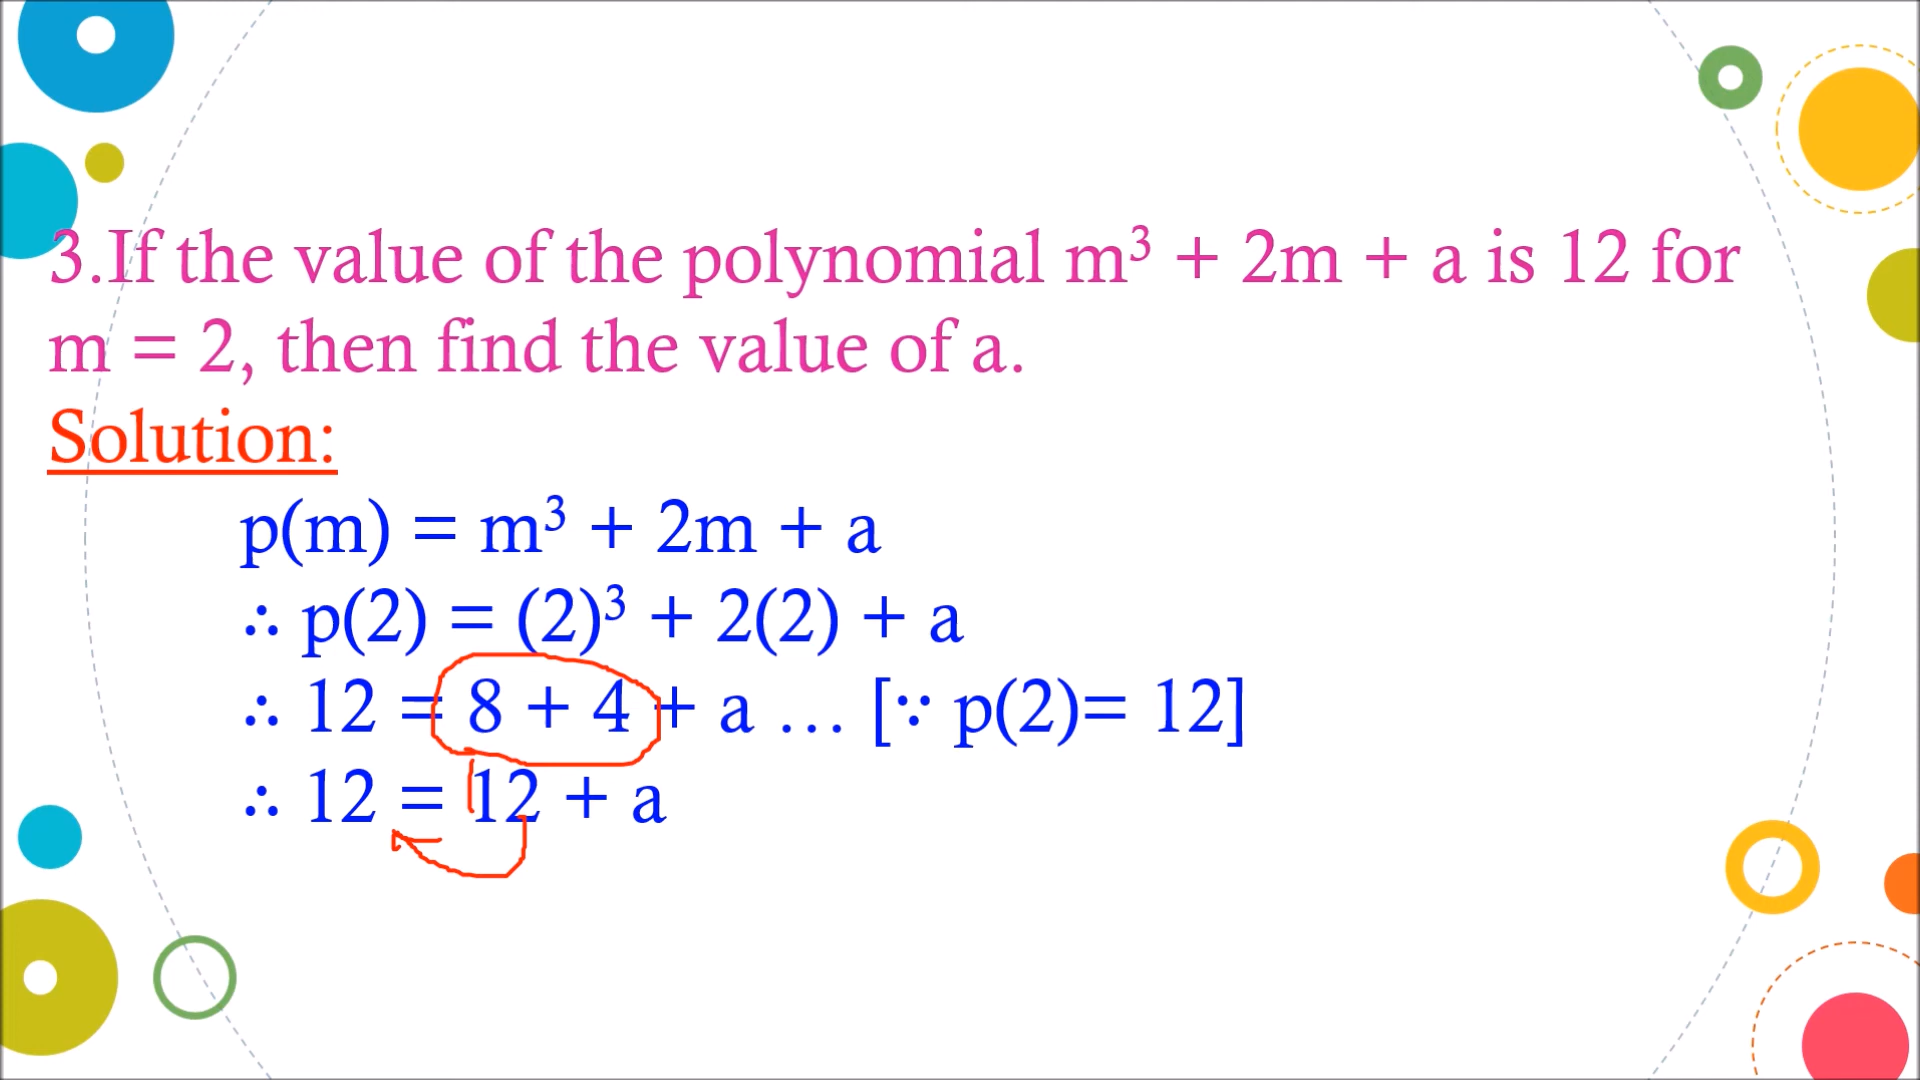 3.If the value of the polynomial m³ + 2m + a is 12 for
m = 2, then find the value of a.
Solution:
p(m) = m³ + 2m + a
∴ p(2) = (2)³ + 2(2) + a
∴ 12 = 8 + 4 + a … [∵ p(2)= 12]
∴ 12 = 12 + a